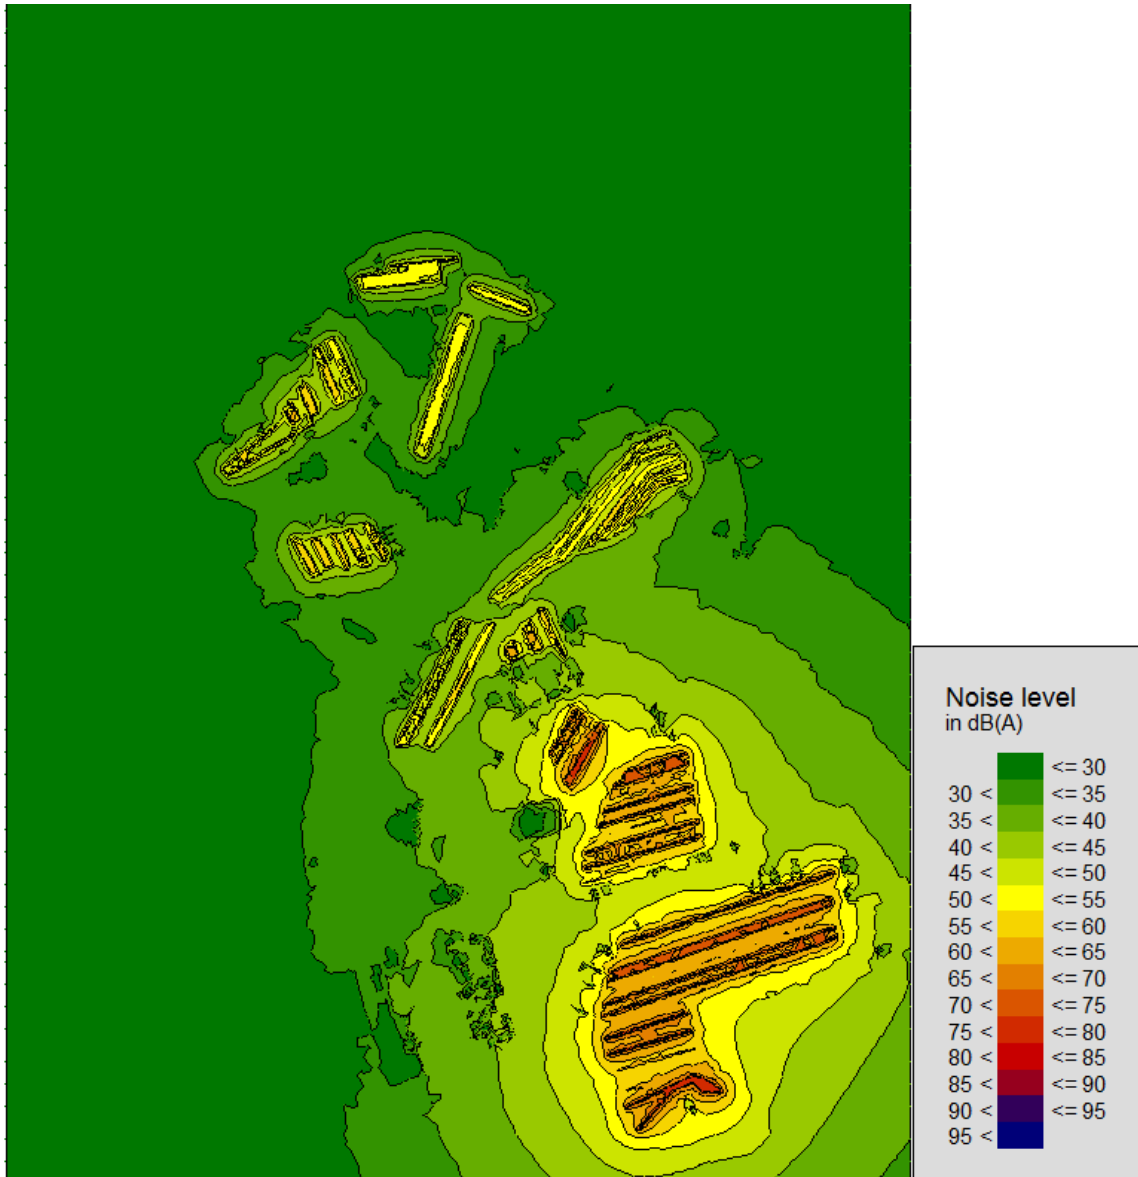 Noise level
in dB(A)
<= 30
30 < <= 35
35 < <= 40
40 < <= 45
45 < <= 50
50 < <= 55
55 < <= 60
60 < <= 65
65 < <= 70
70 < <= 75
75 < <= 80
80 < <= 85
85 < <= 90
90 < <= 95
95 <